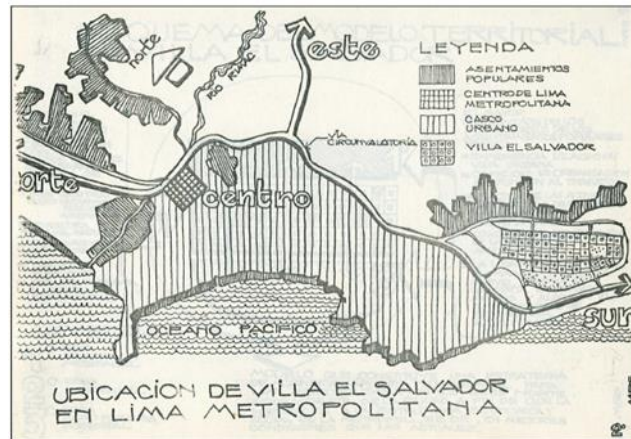 norte
RIO RIMAC
este
LEYENDA
ASENTAMIENTOS
POPULARES
CENTRO DE LIMA
METROPOLITANA
CASCO
URBANO
VILLA EL SALVADOR
VIA
CIRCUNVALATORIA
orte
centro
sur
OCEANO PACIFICO
UBICACION DE VILLA EL SALVADOR
EN LIMA METROPOLITANA